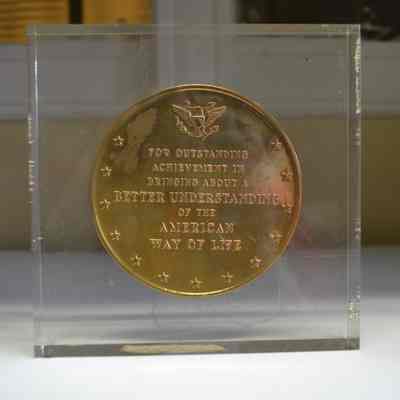 FOR OUTSTANDING
ACHIEVEMENT IN
BRINGING ABOUT A
BETTER UNDERSTANDING
OF THE
AMERICAN
WAY OF LIFE